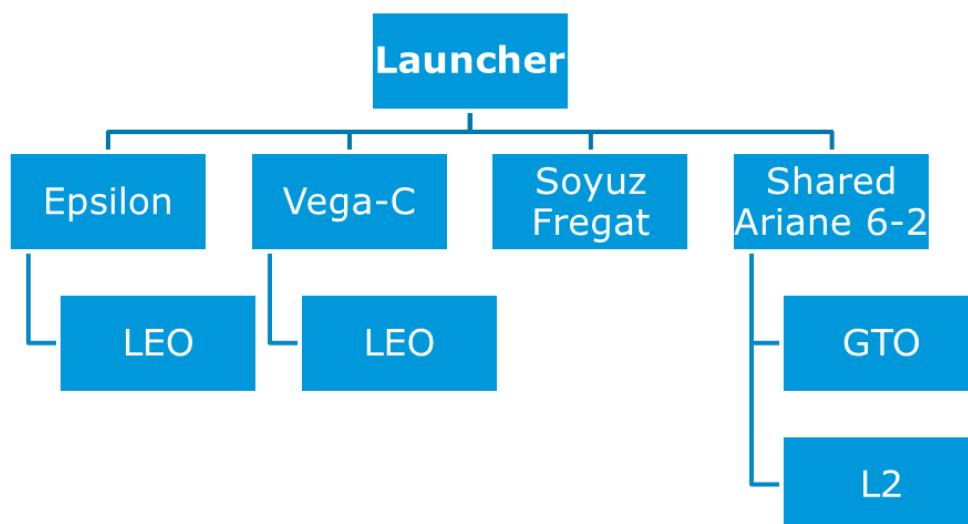 Launcher
Epsilon
Vega-C
Soyuz
Fregat
Shared
Ariane 6-2
LEO
LEO
GTO
L2